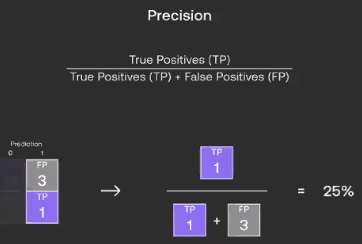 Precision
True Positives (TP)
True Positives (TP) + False Positives (FP)
Prediction
0 1
FP
3
TP
1
→
TP
1
TP
1
+
FP
3
= 25%